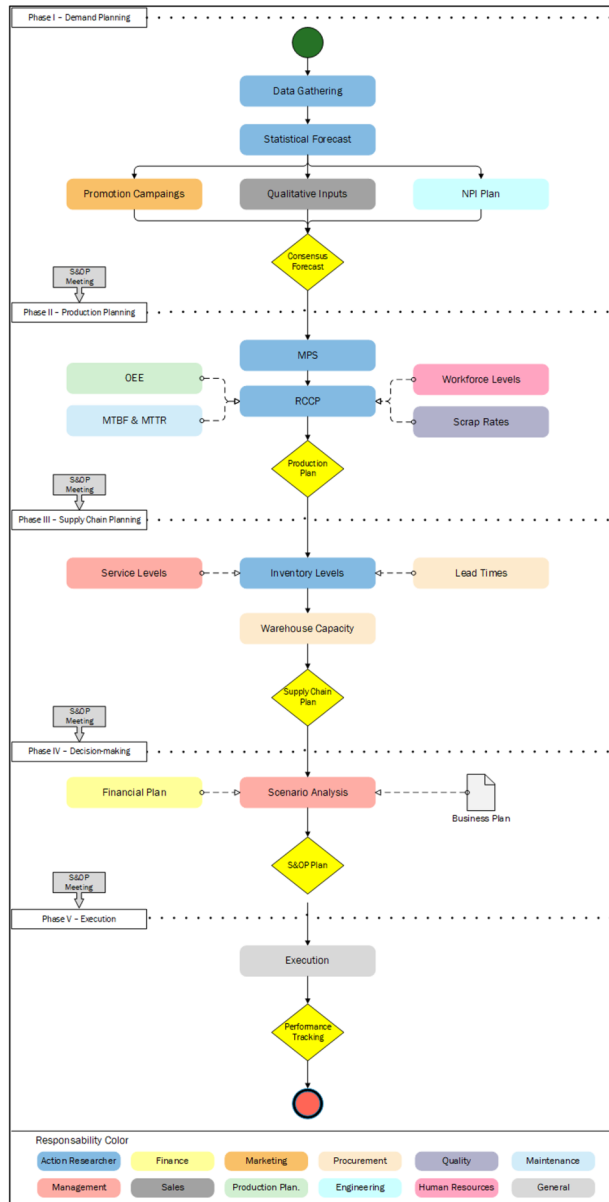 Phase I – Demand Planning
Data Gathering
Statistical Forecast
Promotion Campaings
Qualitative Inputs
NPI Plan
Consensus
Forecast
S&OP
Meeting
Phase II – Production Planning
MPS
OEE
Workforce Levels
RCCP
MTBF & MTTR
Scrap Rates
Production
Plan
S&OP
Meeting
Phase III – Supply Chain Planning
Service Levels
Inventory Levels
Lead Times
Warehouse Capacity
Supply Chain
Plan
S&OP
Meeting
Phase IV – Decision-making
Financial Plan
Scenario Analysis
Business Plan
S&OP Plan
S&OP
Meeting
Phase V – Execution
Execution
Performance
Tracking
Responsability Color
Action Researcher
Finance
Marketing
Procurement
Quality
Maintenance
Management
Sales
Production Plan.
Engineering
Human Resources
General